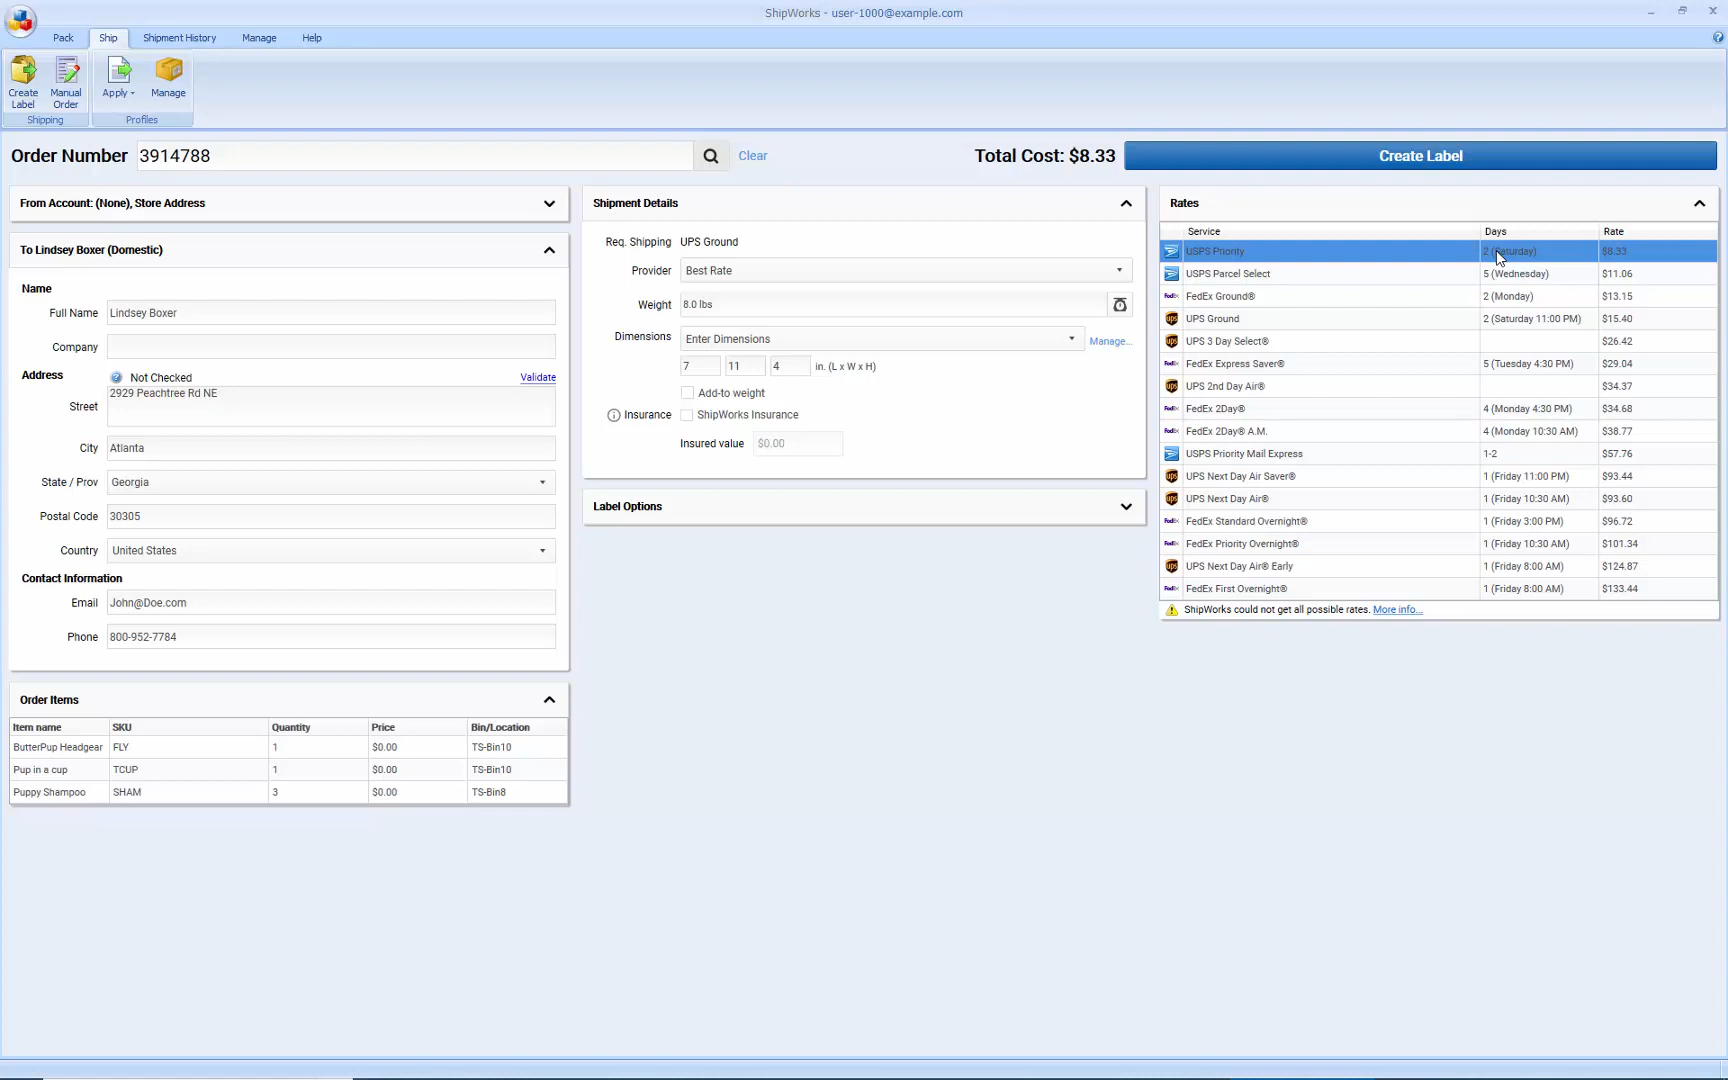 ShipWorks - user-1000@example.com
Pack Ship Shipment History Manage Help
Create Label
Manual Order
Apply
Manage
Shipping
Profiles
Order Number 3914788 Clear
Total Cost: $8.33
Create Label
From Account: (None), Store Address
To Lindsey Boxer (Domestic)
Name
Full Name Lindsey Boxer
Company
Address Not Checked Validate
Street 2929 Peachtree Rd NE
City Atlanta
State / Prov Georgia
Postal Code 30305
Country United States
Contact Information
Email John@Doe.com
Phone 800-952-7784
Order Items
Item name SKU Quantity Price Bin/Location
ButterPup Headgear FLY 1 $0.00 TS-Bin10
Pup in a cup TCUP 1 $0.00 TS-Bin10
Puppy Shampoo SHAM 3 $0.00 TS-Bin8
Shipment Details
Req. Shipping UPS Ground
Provider Best Rate
Weight 8.0 lbs
Dimensions Enter Dimensions Manage...
7 11 4 in. (L x W x H)
Add-to weight
Insurance ShipWorks Insurance
Insured value $0.00
Label Options
Rates
Service Days Rate
USPS Priority 2 (Saturday) $8.33
USPS Parcel Select 5 (Wednesday) $11.06
FedEx FedEx Ground® 2 (Monday) $13.15
ups UPS Ground 2 (Saturday 11:00 PM) $15.40
ups UPS 3 Day Select® $26.42
FedEx FedEx Express Saver® 5 (Tuesday 4:30 PM) $29.04
ups UPS 2nd Day Air® $34.37
FedEx FedEx 2Day® 4 (Monday 4:30 PM) $34.68
FedEx FedEx 2Day® A.M. 4 (Monday 10:30 AM) $38.77
USPS Priority Mail Express 1-2 $57.76
ups UPS Next Day Air Saver® 1 (Friday 11:00 PM) $93.44
ups UPS Next Day Air® 1 (Friday 10:30 AM) $93.60
FedEx FedEx Standard Overnight® 1 (Friday 3:00 PM) $96.72
FedEx FedEx Priority Overnight® 1 (Friday 10:30 AM) $101.34
ups UPS Next Day Air® Early 1 (Friday 8:00 AM) $124.87
FedEx FedEx First Overnight® 1 (Friday 8:00 AM) $133.44
ShipWorks could not get all possible rates. More info...